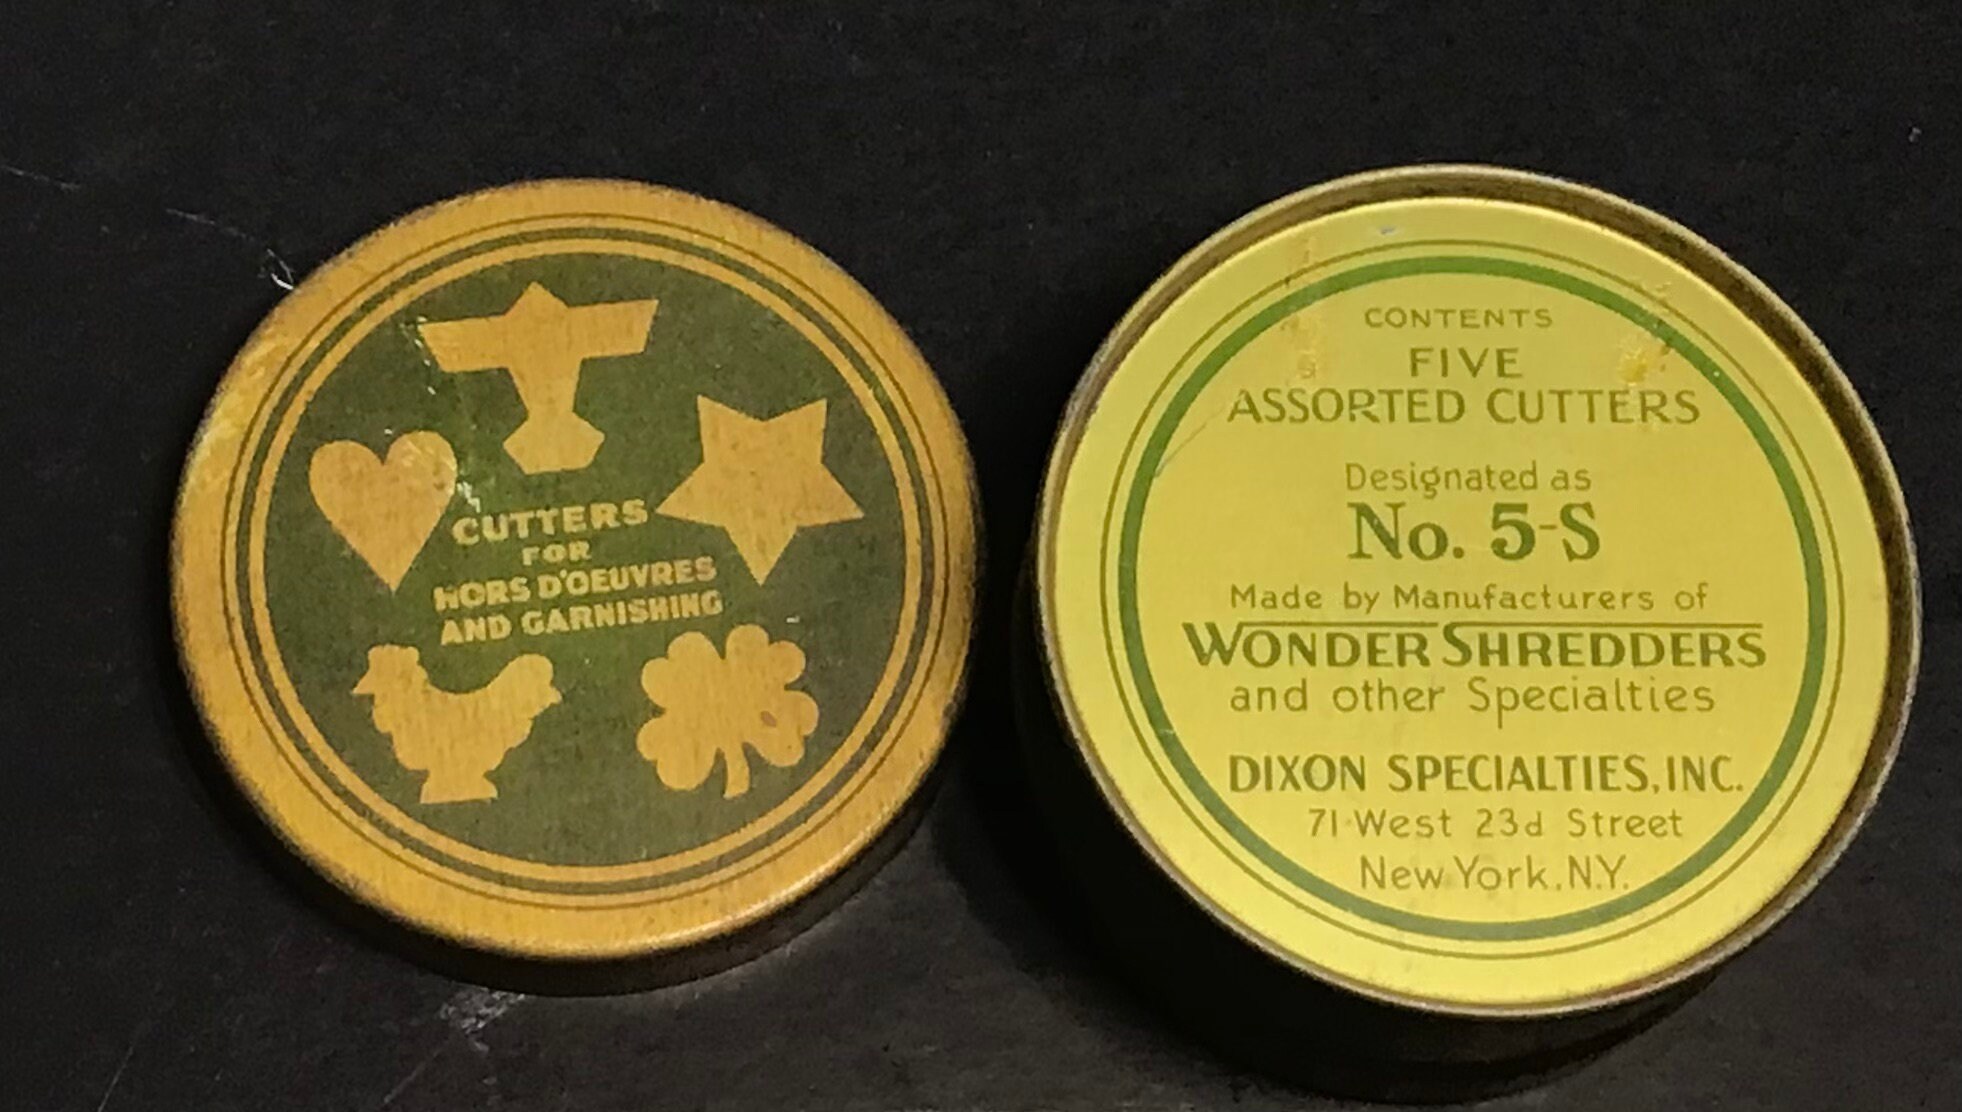 CUTTERS
FOR
HORS D'OEUVRES
AND GARNISHING
CONTENTS
FIVE
ASSORTED CUTTERS
Designated as
No. 5-S
Made by Manufacturers of
WONDER SHREDDERS
and other Specialties
DIXON SPECIALTIES, INC.
71 West 23d Street
New York, N.Y.